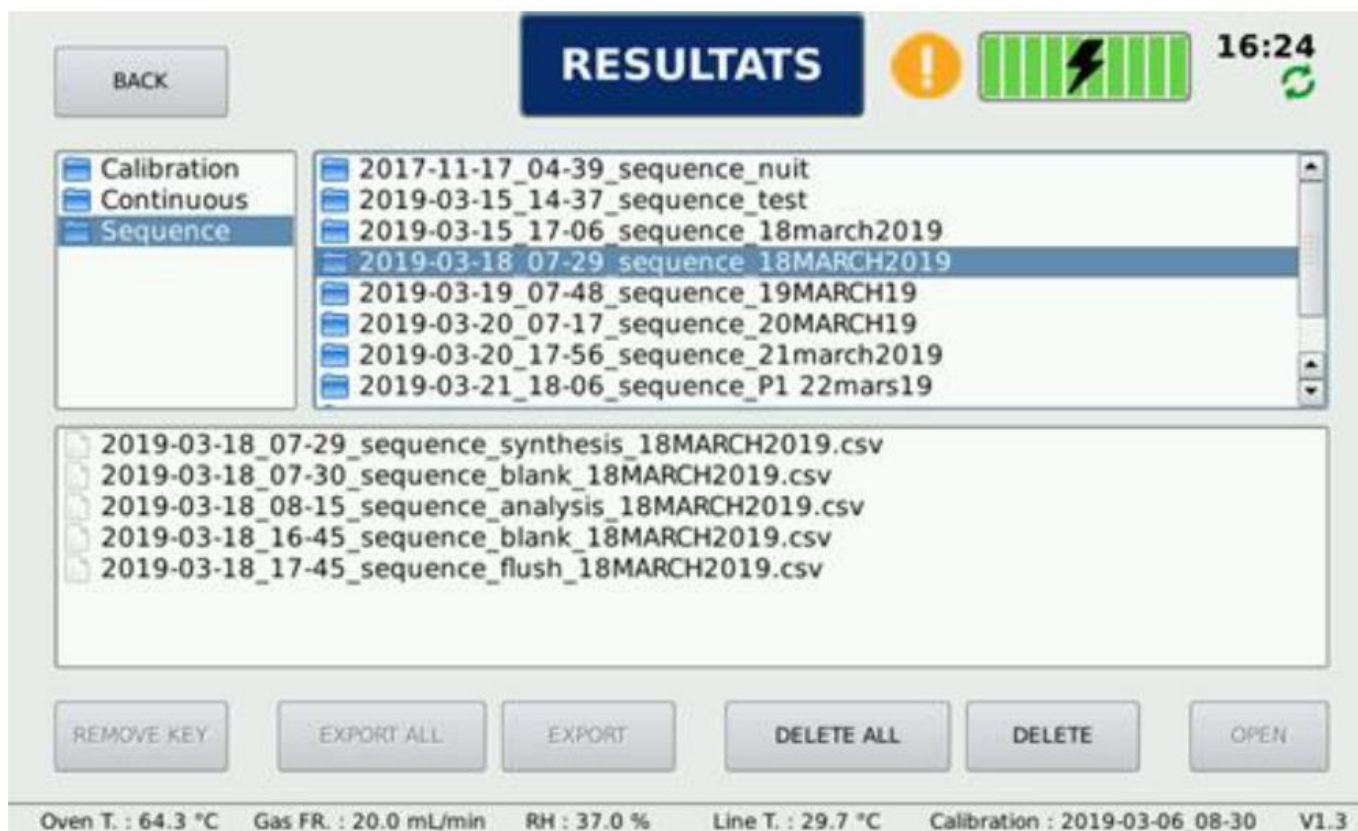 BACK
RESULTATS
16:24
Calibration
Continuous
Sequence
2017-11-17_04-39_sequence_nuit
2019-03-15_14-37_sequence_test
2019-03-15_17-06_sequence_18march2019
2019-03-18_07-29_sequence_18MARCH2019
2019-03-19_07-48_sequence_19MARCH19
2019-03-20_07-17_sequence_20MARCH19
2019-03-20_17-56_sequence_21march2019
2019-03-21_18-06_sequence_P1 22mars19
2019-03-18_07-29_sequence_synthesis_18MARCH2019.csv
2019-03-18_07-30_sequence_blank_18MARCH2019.csv
2019-03-18_08-15_sequence_analysis_18MARCH2019.csv
2019-03-18_16-45_sequence_blank_18MARCH2019.csv
2019-03-18_17-45_sequence_flush_18MARCH2019.csv
REMOVE KEY
EXPORT ALL
EXPORT
DELETE ALL
DELETE
OPEN
Oven T. : 64.3 °C Gas FR. : 20.0 mL/min RH : 37.0 % Line T. : 29.7 °C Calibration : 2019-03-06 08-30 V1.3